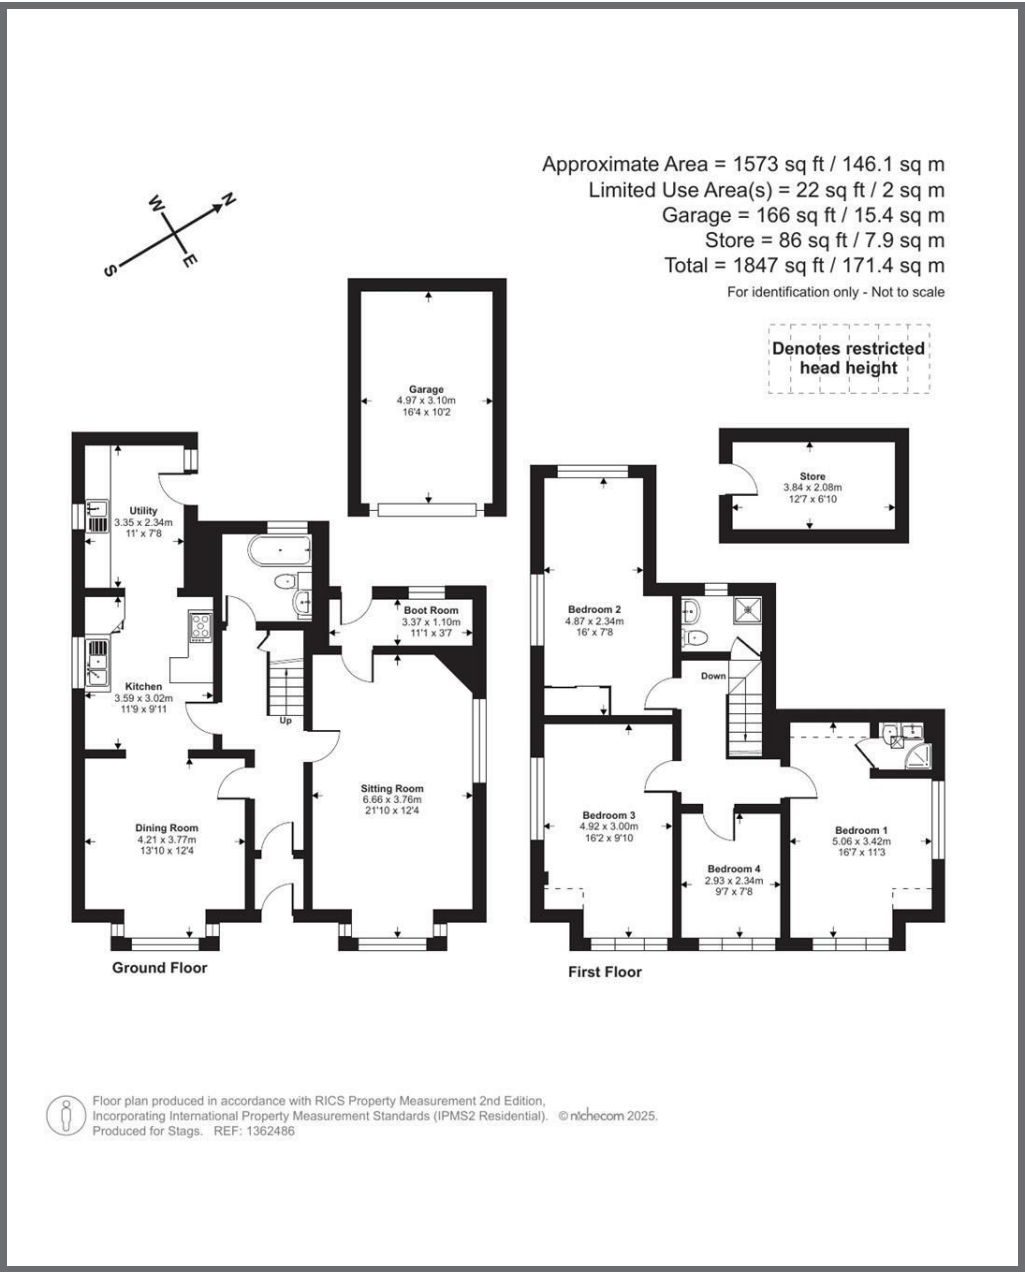 Approximate Area = 1573 sq ft / 146.1 sq m
Limited Use Area(s) = 22 sq ft / 2 sq m
Garage = 166 sq ft / 15.4 sq m
Store = 86 sq ft / 7.9 sq m
Total = 1847 sq ft / 171.4 sq m
For identification only - Not to scale
W
N
S
E
Denotes restricted
head height
Garage
4.97 x 3.10m
16'4 x 10'2
Store
3.84 x 2.08m
12'7 x 6'10
Utility
3.35 x 2.34m
11' x 7'8
Boot Room
3.37 x 1.10m
11'1 x 3'7
Kitchen
3.59 x 3.02m
11'9 x 9'11
Up
Sitting Room
6.66 x 3.76m
21'10 x 12'4
Dining Room
4.21 x 3.77m
13'10 x 12'4
Ground Floor
Bedroom 2
4.87 x 2.34m
16' x 7'8
Down
Bedroom 3
4.92 x 3.00m
16'2 x 9'10
Bedroom 1
5.06 x 3.42m
16'7 x 11'3
Bedroom 4
2.93 x 2.34m
9'7 x 7'8
First Floor
Floor plan produced in accordance with RICS Property Measurement 2nd Edition,
Incorporating International Property Measurement Standards (IPMS2 Residential). © nichecom 2025.
Produced for Stags. REF: 1362486